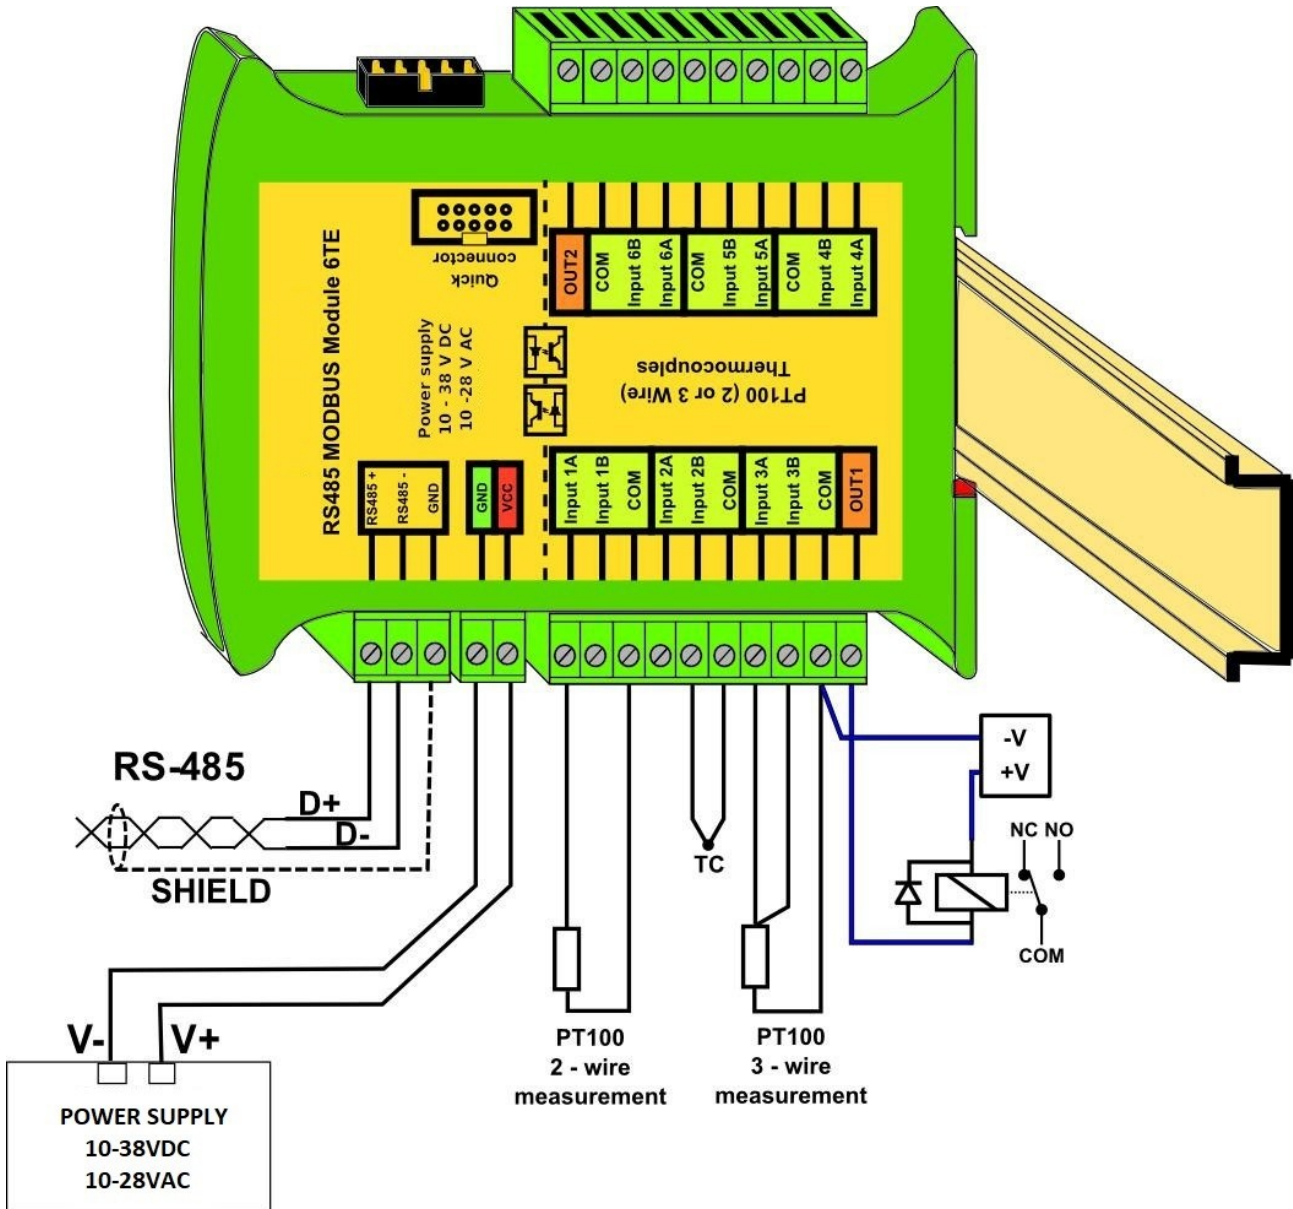 RS485 MODBUS Module 6TE
Quick
connector
Power supply
10 - 38 V DC
10 -28 V AC
OUT2
COM
Input 6B
Input 6A
COM
Input 5B
Input 5A
COM
Input 4B
Input 4A
PT100 (2 or 3 Wire)
Thermocouples
RS485 +
RS485 -
GND
GND
VCC
Input 1A
Input 1B
COM
Input 2A
Input 2B
COM
Input 3A
Input 3B
COM
OUT1
RS-485
D+
D-
SHIELD
TC
-V
+V
NC NO
COM
V- V+
POWER SUPPLY
10-38VDC
10-28VAC
PT100
2 - wire
measurement
PT100
3 - wire
measurement